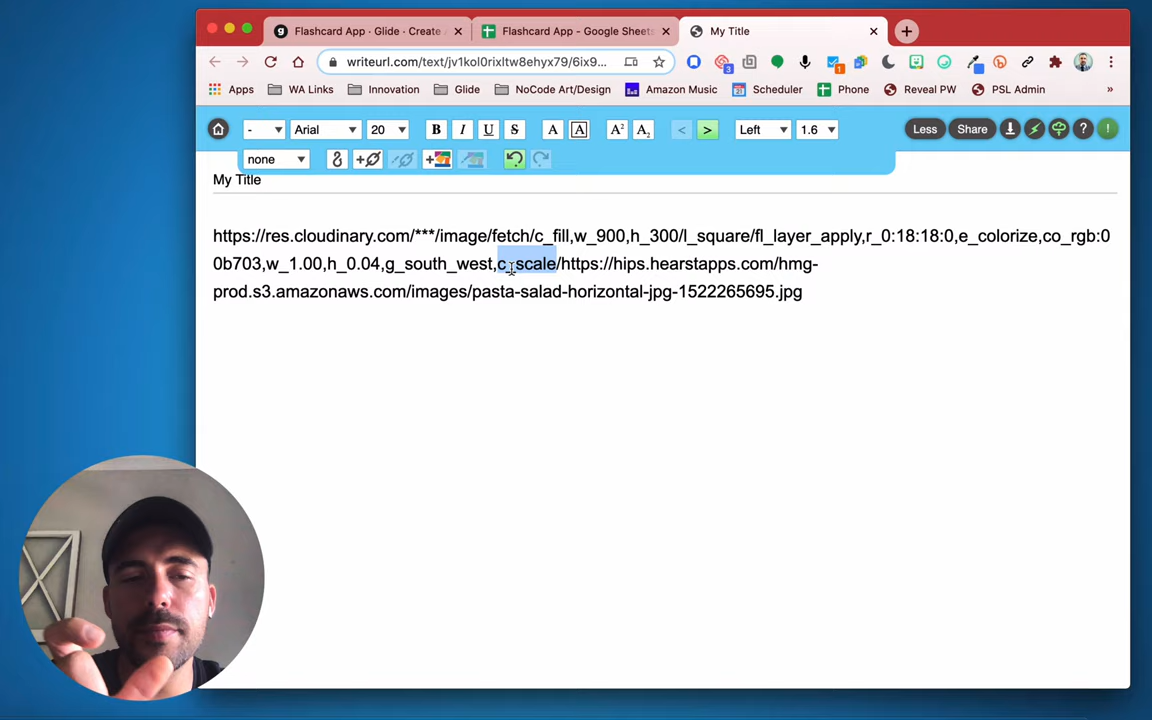 Flashcard App · Glide · Create
Flashcard App - Google Sheets
My Title
writeurl.com/text/jv1kol0rixltw8ehyx79/6ix9...
Apps
WA Links
Innovation
Glide
NoCode Art/Design
Amazon Music
Scheduler
Phone
Reveal PW
PSL Admin
»
- Arial 20 B I U S A A A² A₂ < > Left 1.6 Less Share ? !
none
My Title
https://res.cloudinary.com/***/image/fetch/c_fill,w_900,h_300/l_square/fl_layer_apply,r_0:18:18:0,e_colorize,co_rgb:0
0b703,w_1.00,h_0.04,g_south_west,c_scale/https://hips.hearstapps.com/hmg-
prod.s3.amazonaws.com/images/pasta-salad-horizontal-jpg-1522265695.jpg